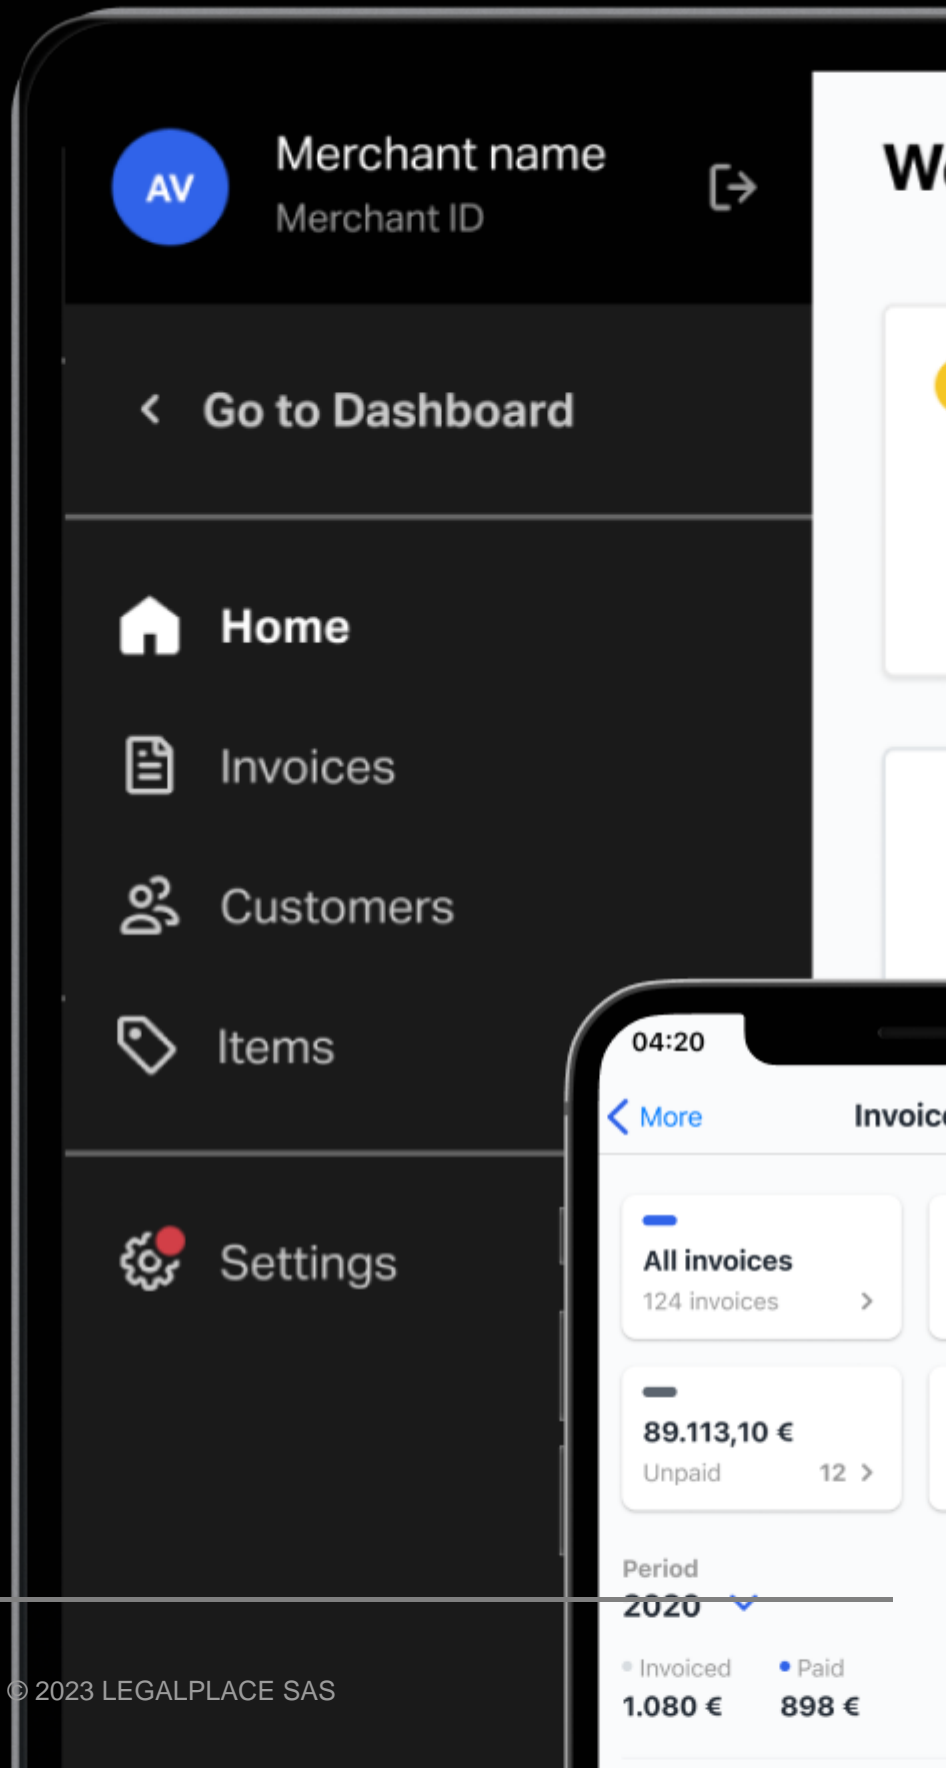 AV
Merchant name
Merchant ID
Go to Dashboard
Home
Invoices
Customers
Items
Settings
04:20
More
All invoices
124 invoices
89.113,10 €
Unpaid 12
Period
2020
Invoiced Paid
1.080 € 898 €
© 2023 LEGALPLACE SAS